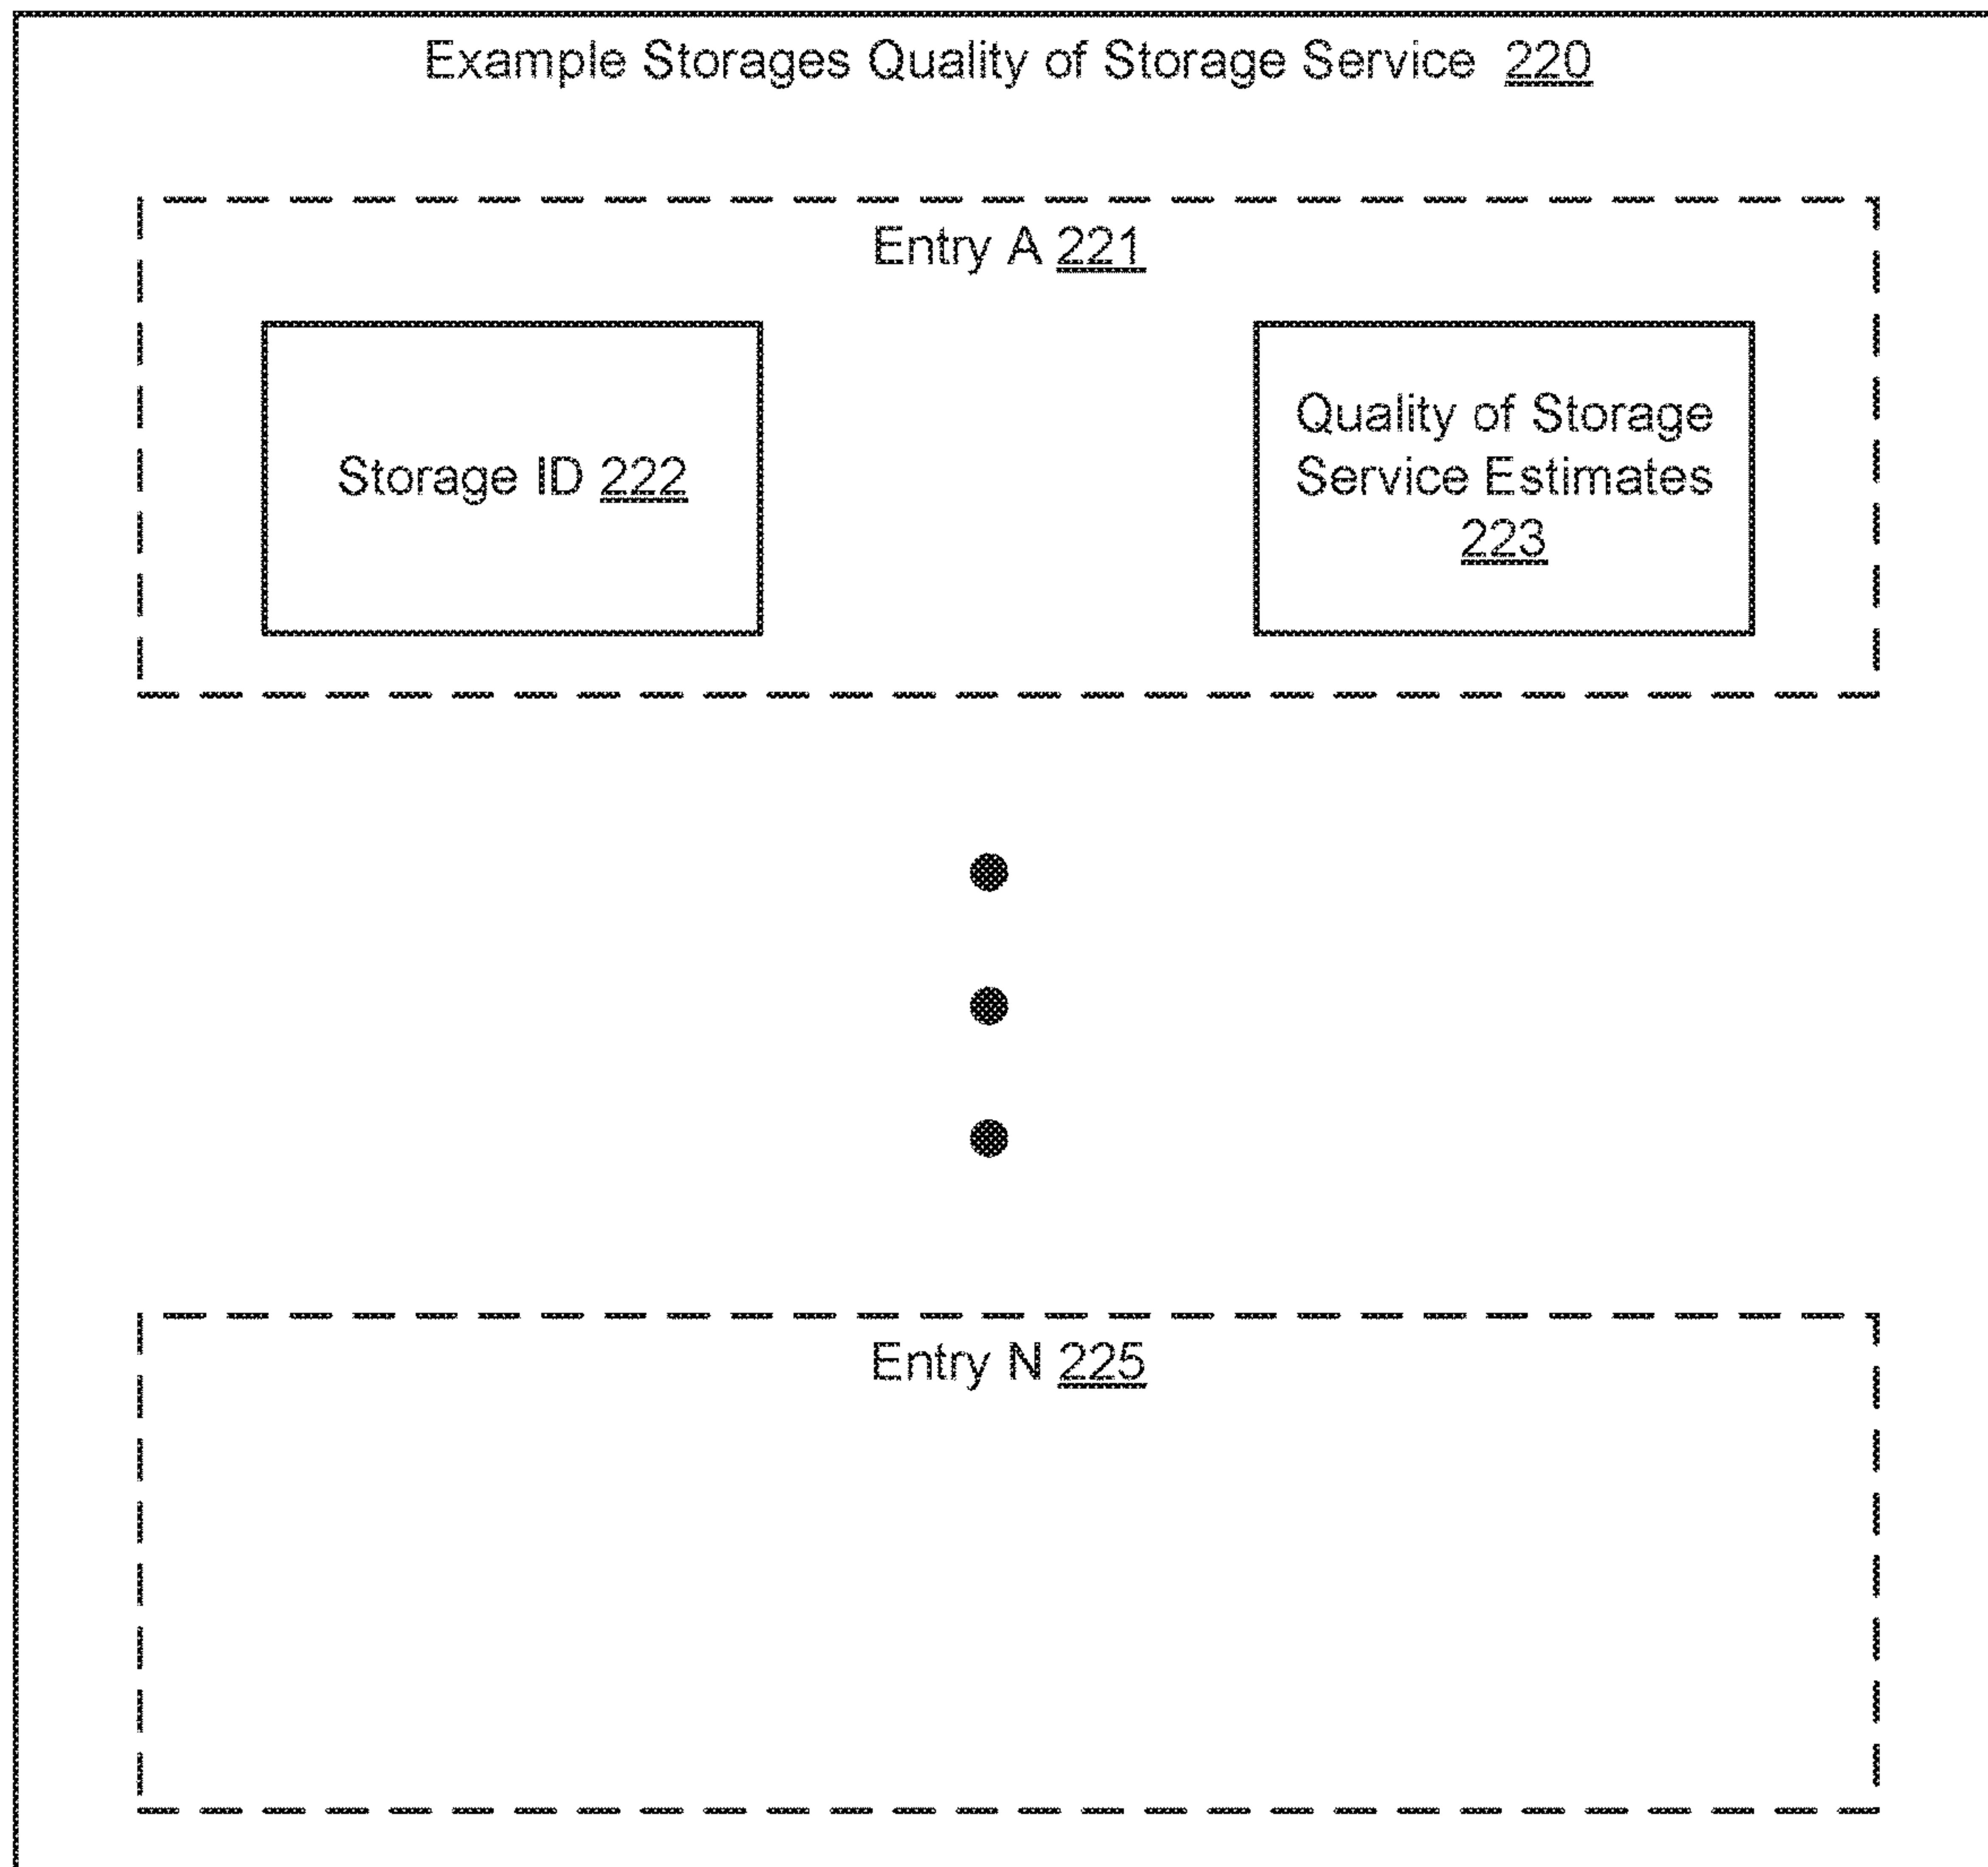 Example Storages Quality of Storage Service 220
Entry A 221
Storage ID 222
Quality of Storage
Service Estimates
223
Entry N 225